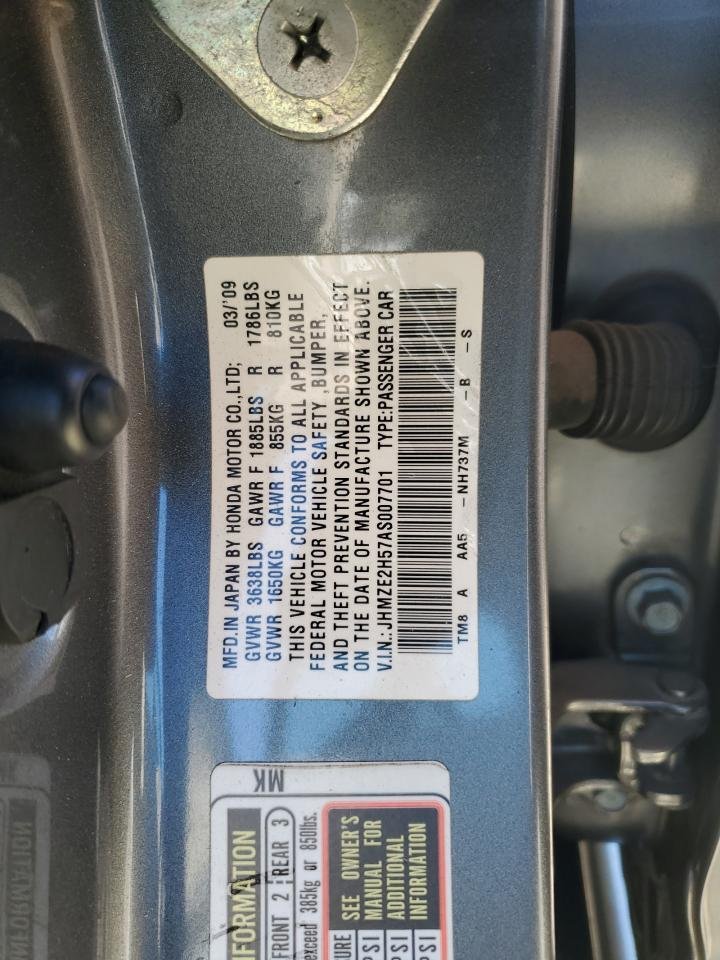 MFD.IN JAPAN BY HONDA MOTOR CO.,LTD; 03/'09
GVWR 3638LBS GAWR F 1885LBS R 1786LBS
GVWR 1650KG GAWR F 855KG R 810KG
THIS VEHICLE CONFORMS TO ALL APPLICABLE
FEDERAL MOTOR VEHICLE SAFETY ,BUMPER,
AND THEFT PREVENTION STANDARDS IN EFFECT
ON THE DATE OF MANUFACTURE SHOWN ABOVE.
V.I.N.: JHMZE2H57AS007701 TYPE:PASSENGER CAR
TM8 A AA5 -NH737M -B -S
MK
FORMATION
FRONT 2 REAR 3
exceed 385kg or 850lbs.
SEE OWNER'S
MANUAL FOR
ADDITIONAL
INFORMATION
URE
PSI
PSI
PSI